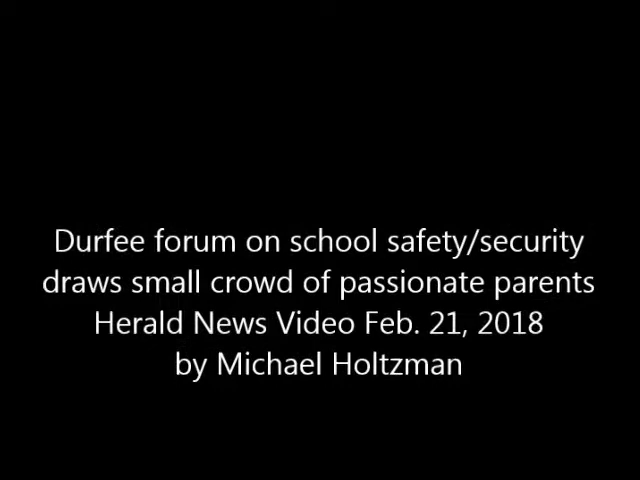 Durfee forum on school safety/security
draws small crowd of passionate parents
Herald News Video Feb. 21, 2018
by Michael Holtzman